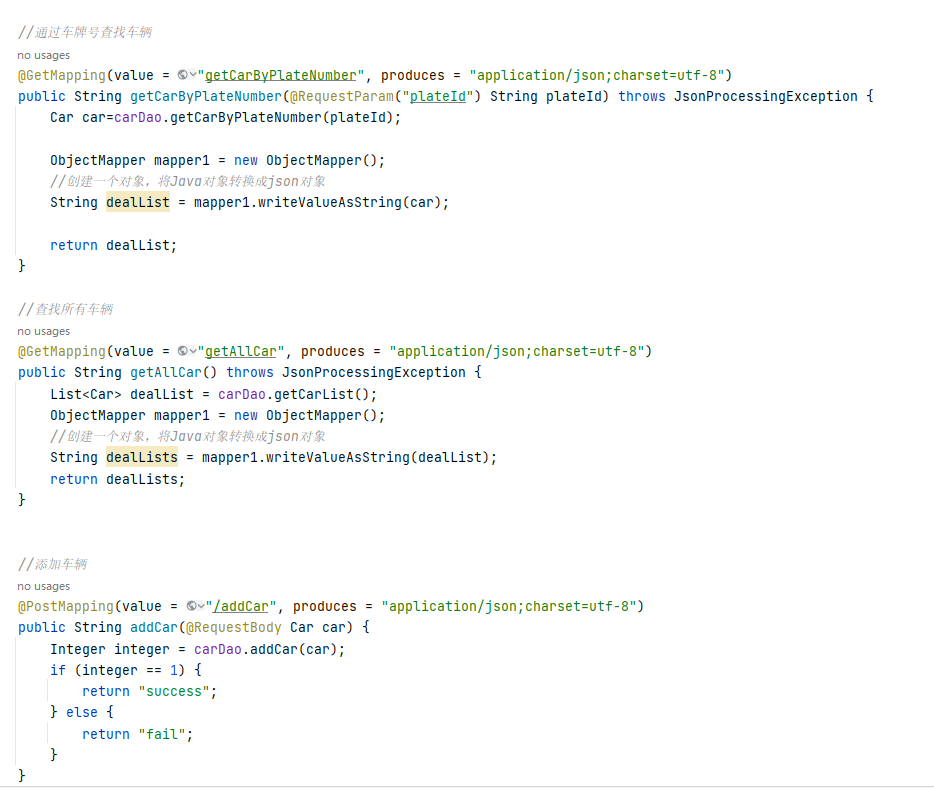 //通过车牌号查找车辆
no usages
@GetMapping(value = "getCarByPlateNumber", produces = "application/json;charset=utf-8")
public String getCarByPlateNumber(@RequestParam("plateId") String plateId) throws JsonProcessingException {
Car car=carDao.getCarByPlateNumber(plateId);
ObjectMapper mapper1 = new ObjectMapper();
//创建一个对象，将Java对象转换成json对象
String dealList = mapper1.writeValueAsString(car);
return dealList;
}
//查找所有车辆
no usages
@GetMapping(value = "getAllCar", produces = "application/json;charset=utf-8")
public String getAllCar() throws JsonProcessingException {
List<Car> dealList = carDao.getCarList();
ObjectMapper mapper1 = new ObjectMapper();
//创建一个对象，将Java对象转换成json对象
String dealLists = mapper1.writeValueAsString(dealList);
return dealLists;
}
//添加车辆
no usages
@PostMapping(value = "/addCar", produces = "application/json;charset=utf-8")
public String addCar(@RequestBody Car car) {
Integer integer = carDao.addCar(car);
if (integer == 1) {
return "success";
} else {
return "fail";
}
}